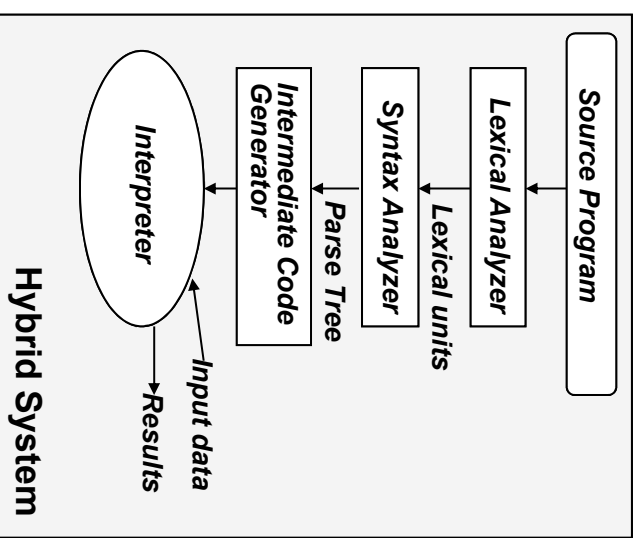 Source Program
Lexical Analyzer
Lexical units
Syntax Analyzer
Parse Tree
Intermediate Code
Generator
Interpreter
Input data
Results
Hybrid System